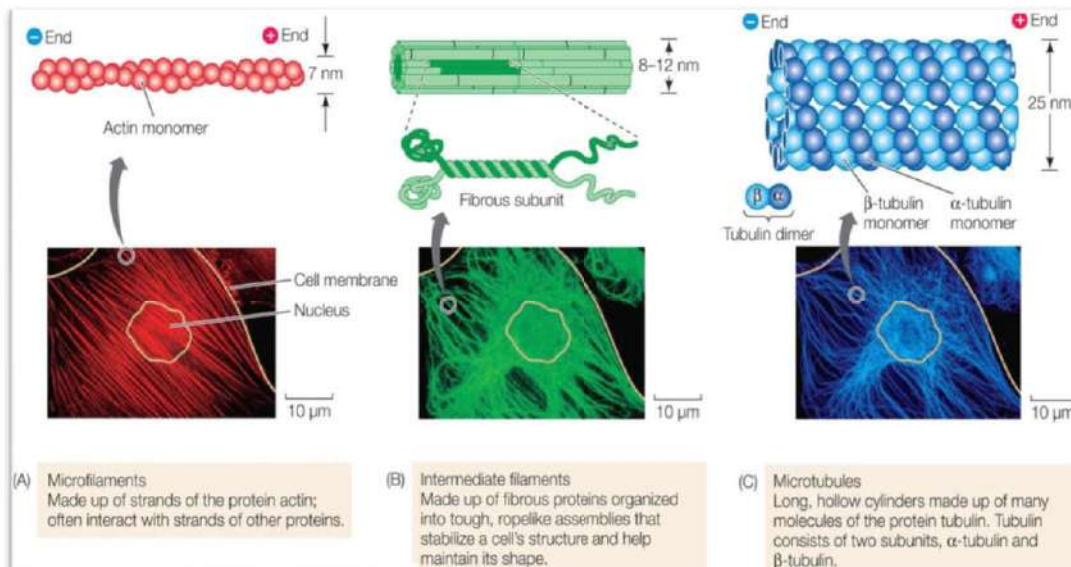 − End
+ End
7 nm
Actin monomer
Cell membrane
Nucleus
10 µm
(A) Microfilaments
Made up of strands of the protein actin;
often interact with strands of other proteins.
8–12 nm
Fibrous subunit
10 µm
(B) Intermediate filaments
Made up of fibrous proteins organized
into tough, ropelike assemblies that
stabilize a cell's structure and help
maintain its shape.
− End
+ End
25 nm
β α
β-tubulin
monomer
α-tubulin
monomer
Tubulin dimer
10 µm
(C) Microtubules
Long, hollow cylinders made up of many
molecules of the protein tubulin. Tubulin
consists of two subunits, α-tubulin and
β-tubulin.